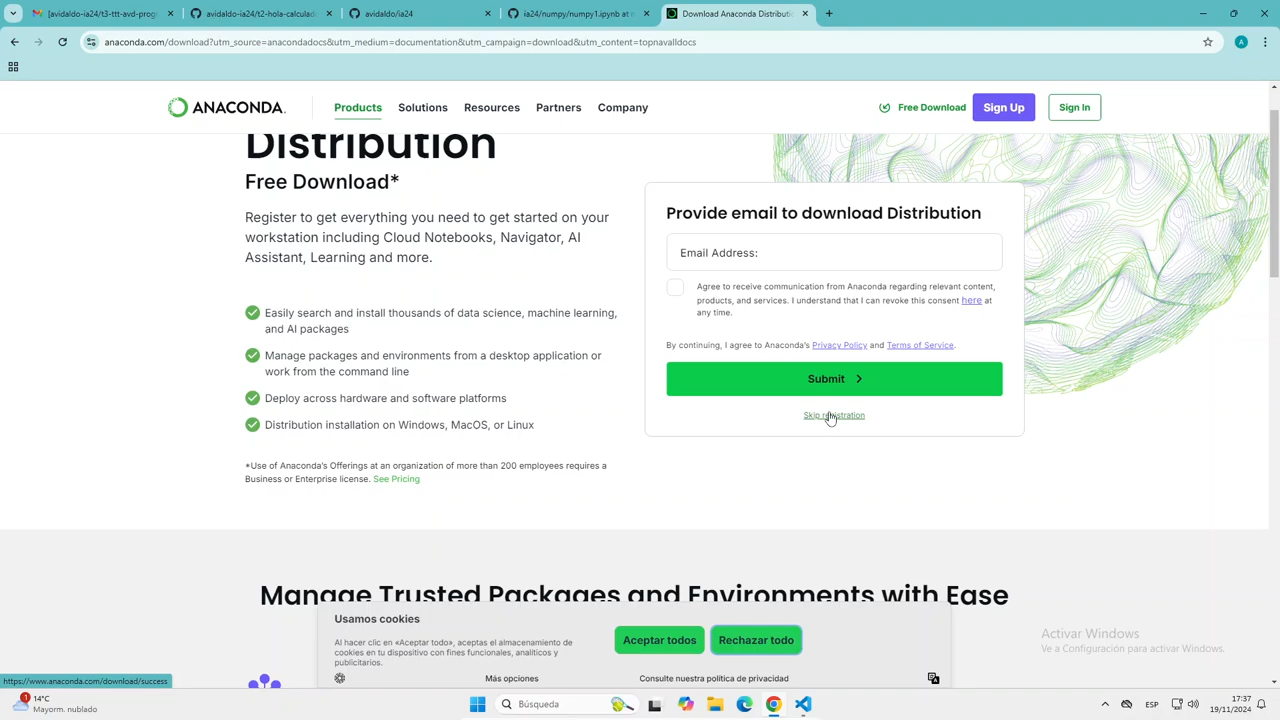 [avidaldo-ia24/t3-ttt-avd-progr
avidaldo-ia24/t2-hola-calculada
avidaldo/ia24
ia24/numpy/numpy1.ipynb at m
Download Anaconda Distributio
anaconda.com/download?utm_source=anacondadocs&utm_medium=documentation&utm_campaign=download&utm_content=topnavalldocs
A
ANACONDA.
Products
Solutions
Resources
Partners
Company
Free Download
Sign Up
Sign In
Distribution
Free Download*
Register to get everything you need to get started on your
workstation including Cloud Notebooks, Navigator, AI
Assistant, Learning and more.
Easily search and install thousands of data science, machine learning,
and AI packages
Manage packages and environments from a desktop application or
work from the command line
Deploy across hardware and software platforms
Distribution installation on Windows, MacOS, or Linux
*Use of Anaconda's Offerings at an organization of more than 200 employees requires a
Business or Enterprise license. See Pricing
Provide email to download Distribution
Email Address:
Agree to receive communication from Anaconda regarding relevant content,
products, and services. I understand that I can revoke this consent here at
any time.
By continuing, I agree to Anaconda's Privacy Policy and Terms of Service.
Submit
Skip registration
Manage Trusted Packages and Environments with Ease
Usamos cookies
Al hacer clic en «Aceptar todo», aceptas el almacenamiento de
cookies en tu dispositivo con fines funcionales, analíticos y
publicitarios.
Aceptar todos
Rechazar todo
Más opciones
Consulte nuestra política de privacidad
Activar Windows
Ve a Configuración para activar Windows.
https://www.anaconda.com/download/success
1
14°C
Mayorm. nublado
Búsqueda
ESP
17:37
19/11/2024